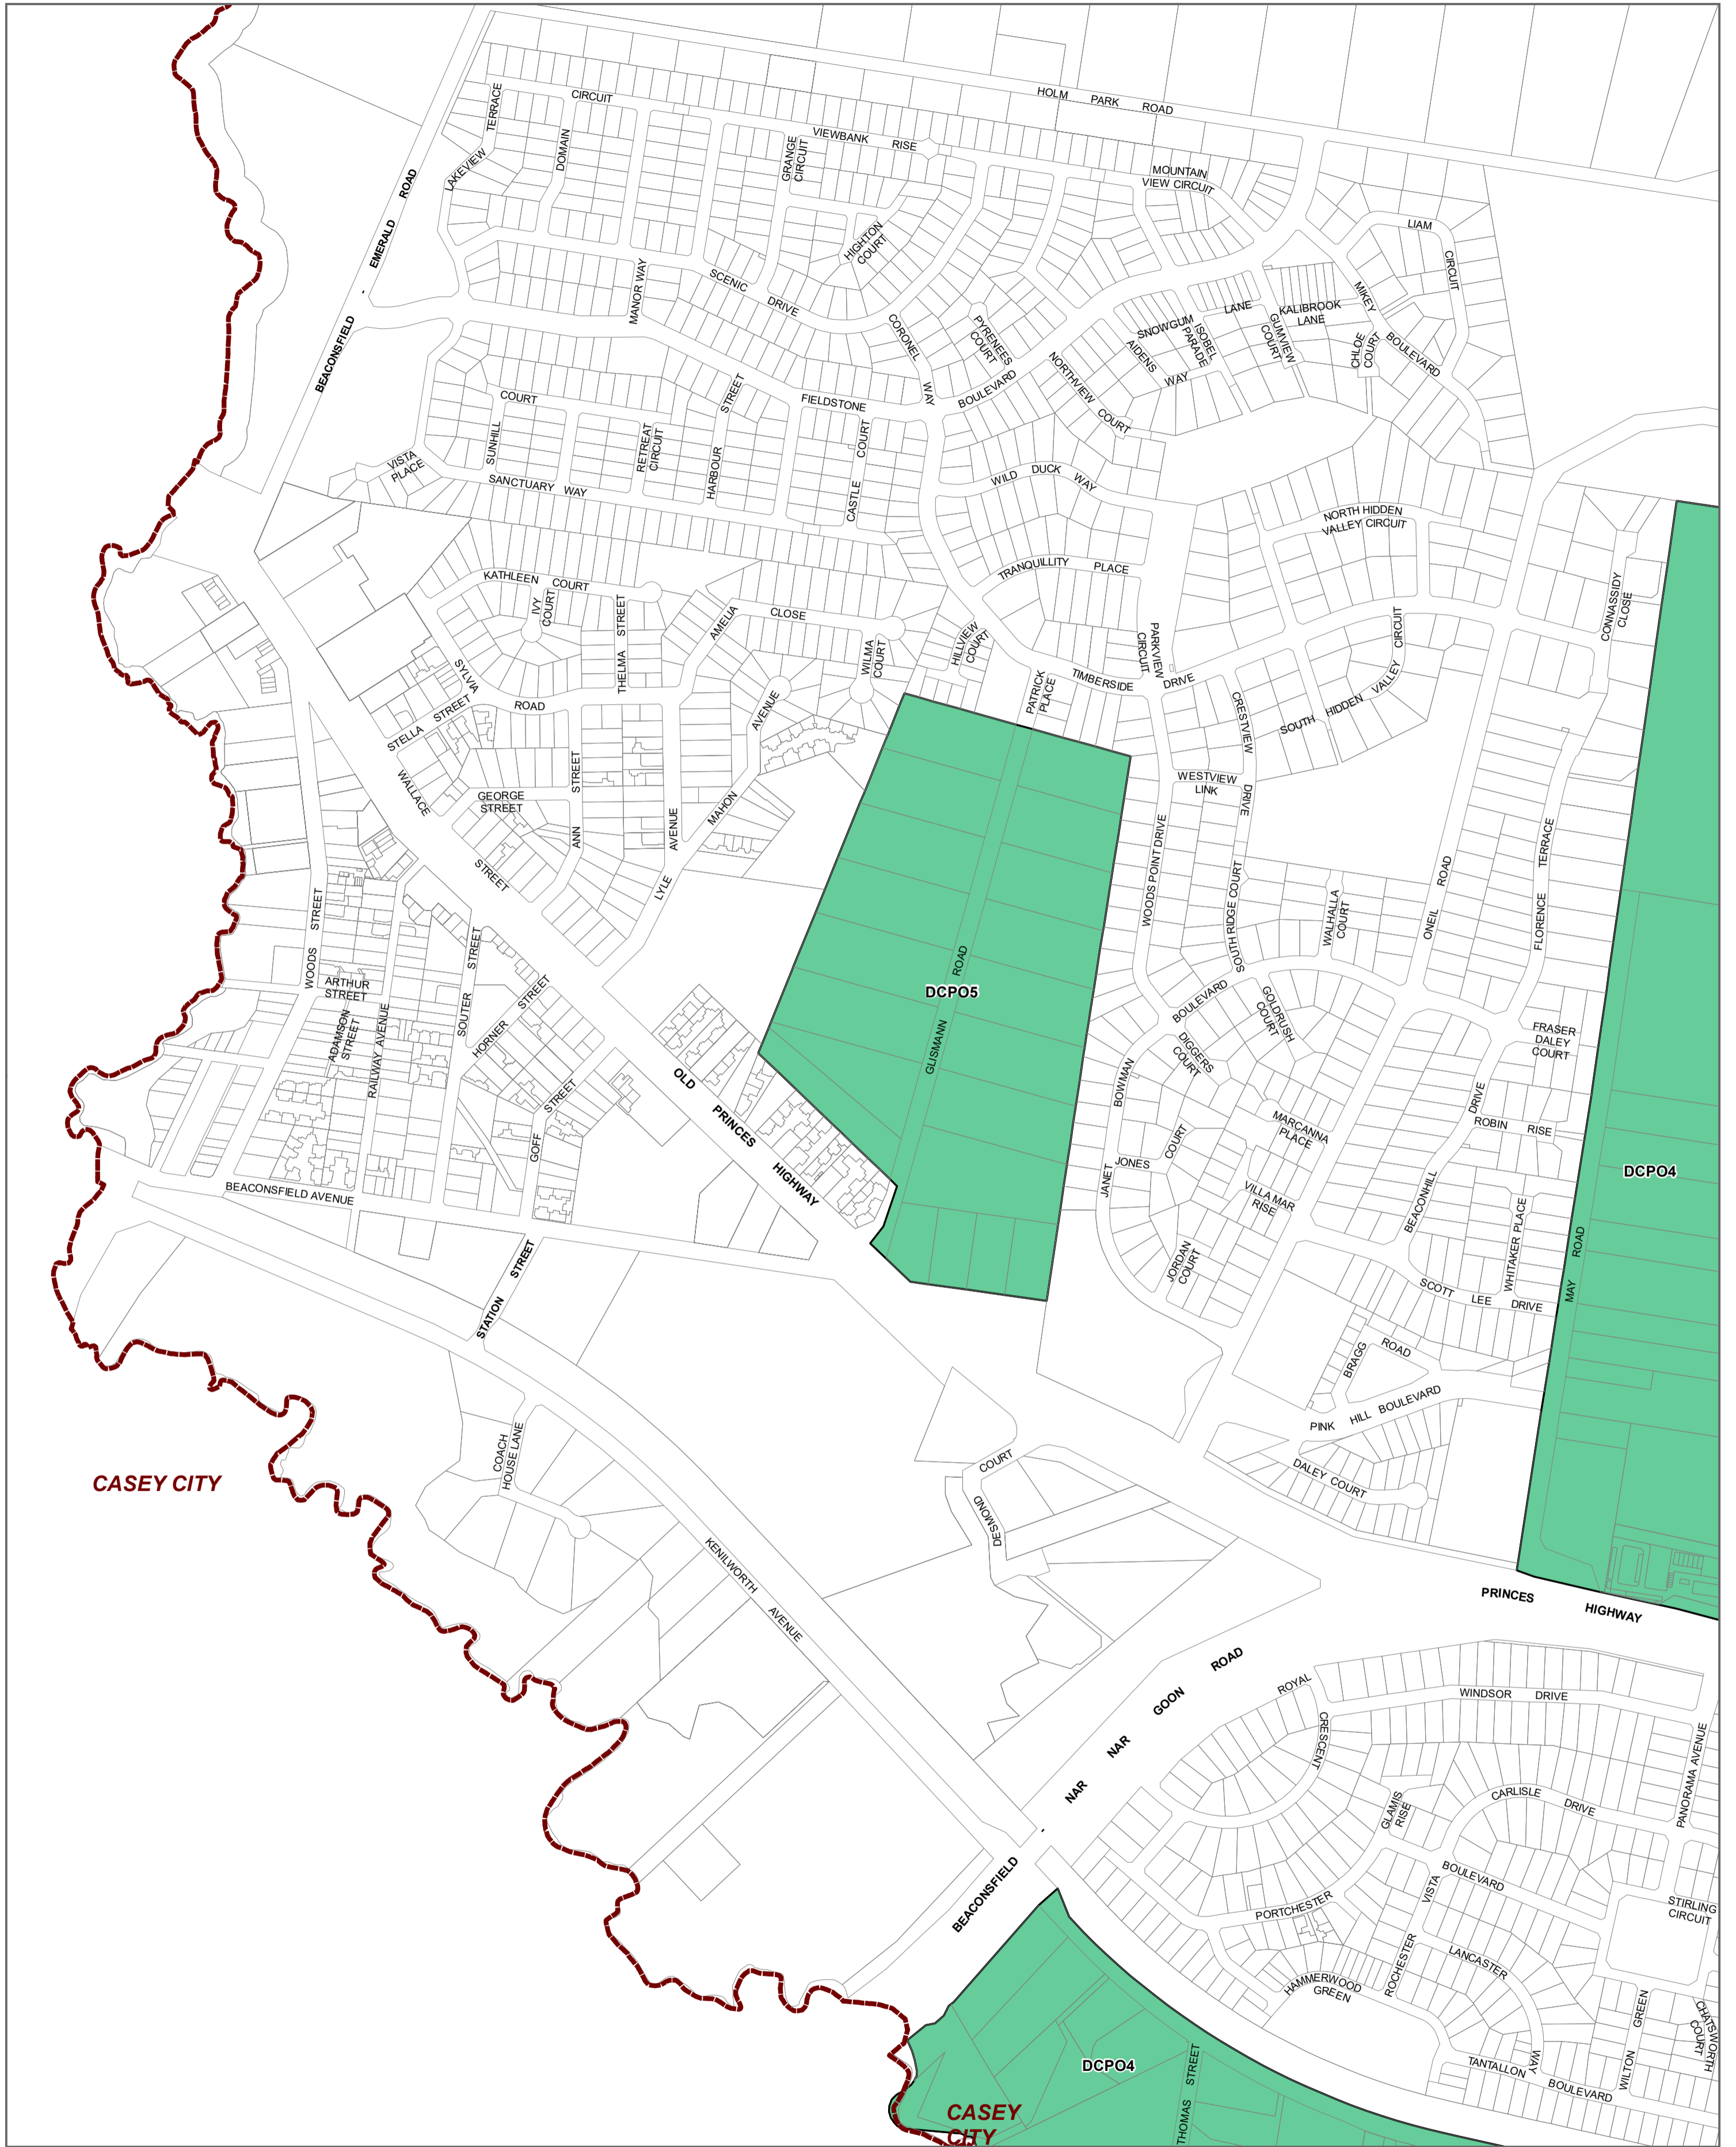 HOLM PARK ROAD
CIRCUIT
TERRACE
LAKEVIEW
DOMAIN
VIEWBANK RISE
GRANGE
CIRCUIT
MOUNTAIN
VIEW CIRCUIT
LIAM
CIRCUIT
HIGHTON
COURT
BEACONSFIELD - EMERALD ROAD
MANOR WAY
SCENIC DRIVE
CORONEL WAY
PYRENEES
COURT
SNOWGUM LANE
ISOBEL
PARADE
AIDENS WAY
GUMVIEW
COURT
KALIBROOK
LANE
MIKEY BOULEVARD
CHLOE
COURT
NORTHVIEW COURT
FIELDSTONE BOULEVARD
SUNHILL COURT
RETREAT
CIRCUIT
HARBOUR STREET
CASTLE COURT
VISTA
PLACE
SANCTUARY WAY
WILD DUCK WAY
NORTH HIDDEN
VALLEY CIRCUIT
TRANQUILLITY PLACE
CONNASSIDY
CLOSE
KATHLEEN COURT
IVY
COURT
THELMA STREET
AMELIA CLOSE
WILMA
COURT
HILLVIEW
COURT
PARKVIEW
CIRCUIT
TIMBERSIDE DRIVE
PATRICK
PLACE
SOUTH HIDDEN VALLEY CIRCUIT
CRESTVIEW DRIVE
SYLVIA ROAD
STELLA STREET
WALLACE STREET
GEORGE
STREET
ANN STREET
LYLE AVENUE
MAHON AVENUE
WESTVIEW
LINK
WOODS POINT DRIVE
SOUTH RIDGE COURT
WALHALLA
COURT
ONEIL ROAD
FLORENCE TERRACE
WOODS STREET
ARTHUR
STREET
ADAMSON
STREET
RAILWAY AVENUE
SOUTER STREET
HORNER STREET
GOFF STREET
OLD PRINCES HIGHWAY
DCPO5
GLISMANN ROAD
BOULEVARD
GOLDRUSH
COURT
DIGGERS
COURT
JANET BOWMAN
FRASER
DALEY
COURT
MARCANNA
PLACE
JONES COURT
VILLA MAR
RISE
JORDAN
COURT
BEACONHILL DRIVE
ROBIN RISE
WHITAKER PLACE
DCPO4
MAY ROAD
SCOTT LEE DRIVE
BRAGG ROAD
PINK HILL BOULEVARD
DALEY COURT
BEACONSFIELD AVENUE
STATION STREET
COACH
HOUSE LANE
CASEY CITY
KENILWORTH AVENUE
DESMOND COURT
PRINCES HIGHWAY
BEACONSFIELD - NAR NAR GOON ROAD
ROYAL CRESCENT
WINDSOR DRIVE
PANORAMA AVENUE
GLAMIS
RISE
CARLISLE DRIVE
VISTA BOULEVARD
PORTCHESTER
STIRLING
CIRCUIT
ROCHESTER
LANCASTER WAY
HAMMERWOOD
GREEN
WILTON GREEN
CHATSWORTH
COURT
TANTALLON BOULEVARD
DCPO4
THOMAS STREET
CASEY
CITY